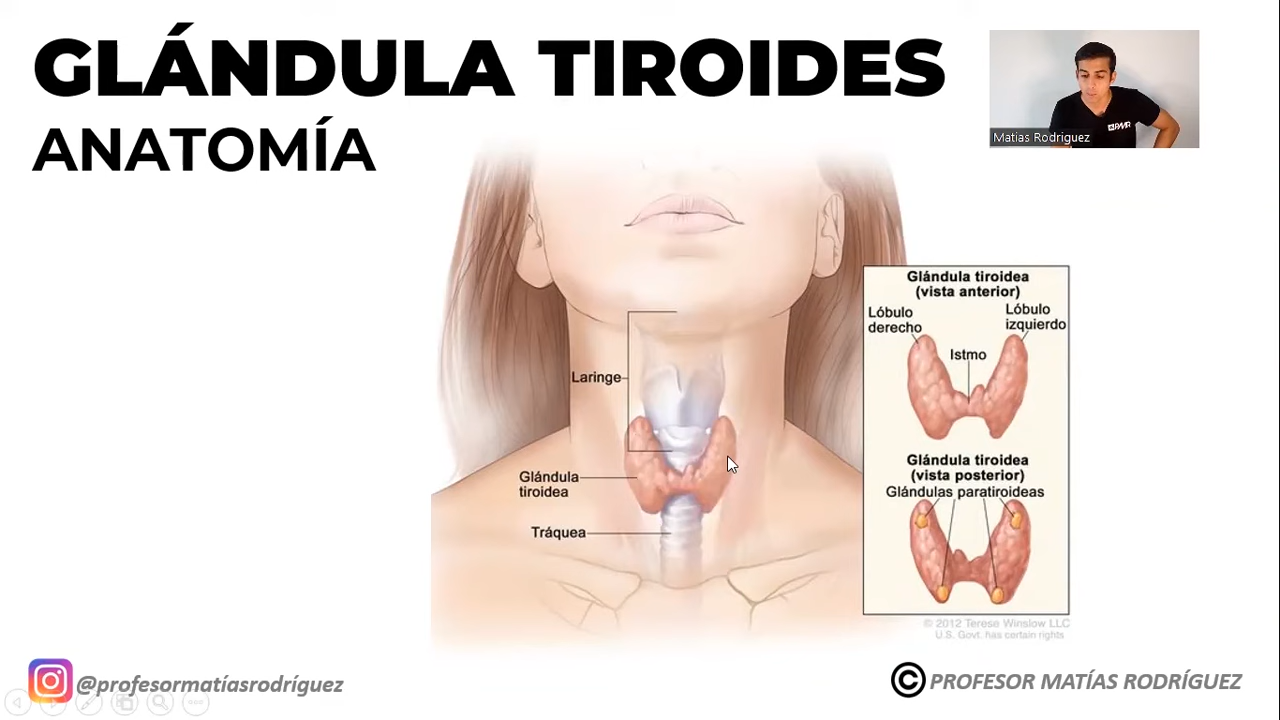 GLÁNDULA TIROIDES
ANATOMÍA
Matías Rodríguez
Laringe
Glándula
tiroidea
Tráquea
Glándula tiroidea
(vista anterior)
Lóbulo
derecho
Lóbulo
izquierdo
Istmo
Glándula tiroidea
(vista posterior)
Glándulas paratiroideas
© 2012 Terese Winslow LLC
U.S. Govt. has certain rights
@profesormatíasrodríguez
© PROFESOR MATÍAS RODRÍGUEZ